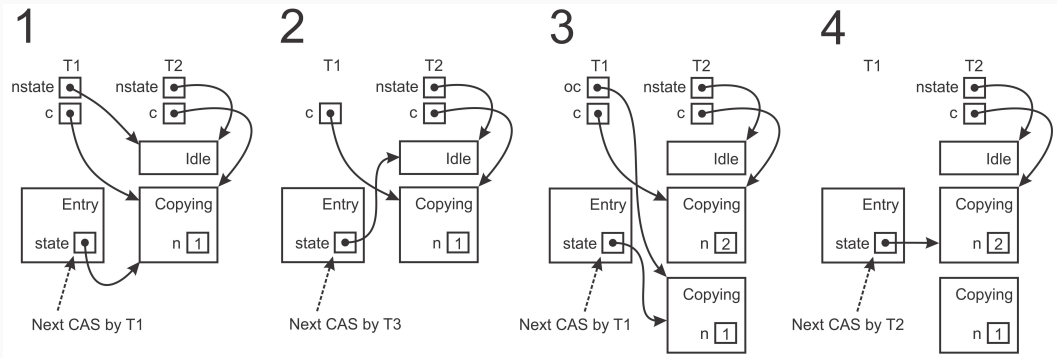 1
T1
T2
nstate
nstate
c
c
Idle
Entry
Copying
state
n 1
Next CAS by T1
2
T1
T2
nstate
c
c
Idle
Entry
Copying
state
n 1
Next CAS by T3
3
T1
T2
oc
nstate
c
c
Idle
Entry
Copying
state
n 2
Copying
n 1
Next CAS by T1
4
T1
T2
nstate
c
Idle
Entry
Copying
state
n 2
Copying
n 1
Next CAS by T2